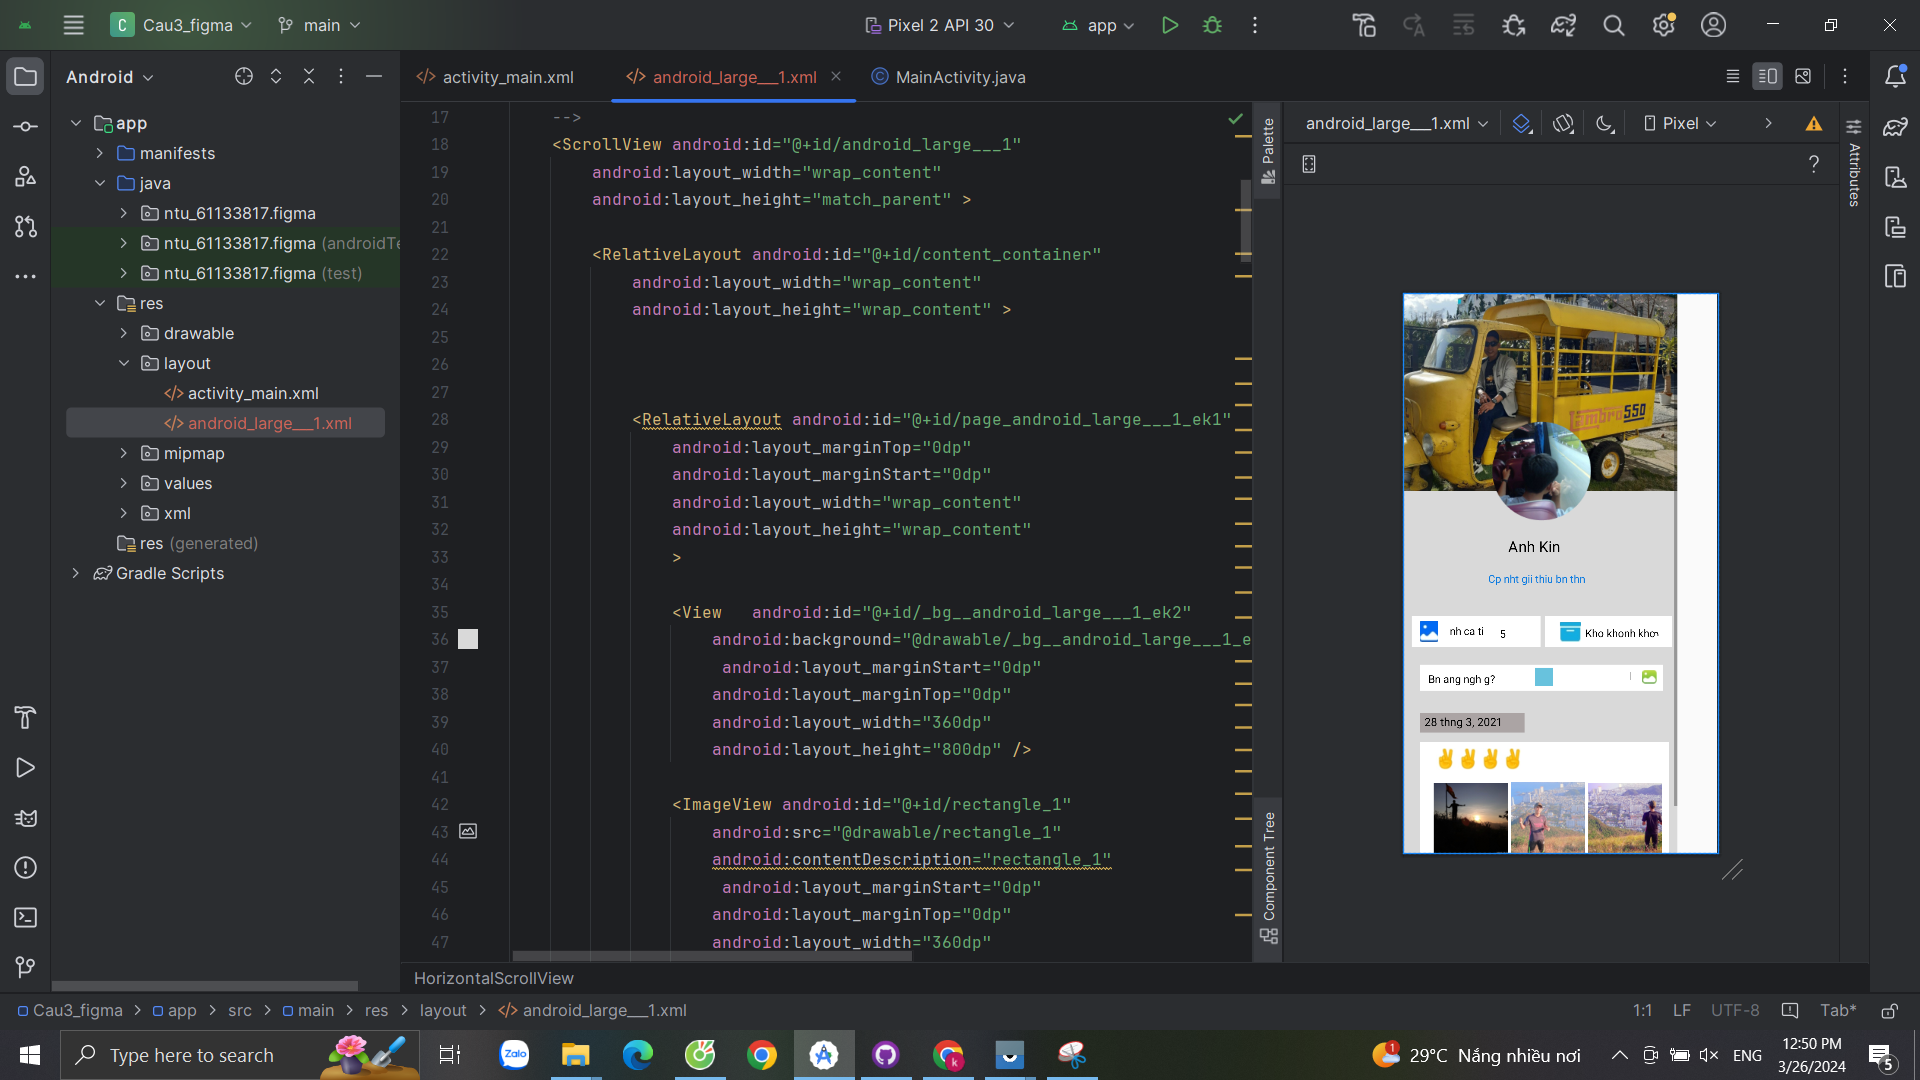 C Cau3_figma main Pixel 2 API 30 app
Android
activity_main.xml android_large___1.xml MainActivity.java
app
manifests
java
ntu_61133817.figma
ntu_61133817.figma (androidTe
ntu_61133817.figma (test)
res
drawable
layout
activity_main.xml
android_large___1.xml
mipmap
values
xml
res (generated)
Gradle Scripts
17 -->
18 <ScrollView android:id="@+id/android_large___1"
19 android:layout_width="wrap_content"
20 android:layout_height="match_parent" >
21
22 <RelativeLayout android:id="@+id/content_container"
23 android:layout_width="wrap_content"
24 android:layout_height="wrap_content" >
25
26
27
28 <RelativeLayout android:id="@+id/page_android_large___1_ek1"
29 android:layout_marginTop="0dp"
30 android:layout_marginStart="0dp"
31 android:layout_width="wrap_content"
32 android:layout_height="wrap_content"
33 >
34
35 <View android:id="@+id/_bg__android_large___1_ek2"
36 android:background="@drawable/_bg__android_large___1_e
37 android:layout_marginStart="0dp"
38 android:layout_marginTop="0dp"
39 android:layout_width="360dp"
40 android:layout_height="800dp" />
41
42 <ImageView android:id="@+id/rectangle_1"
43 android:src="@drawable/rectangle_1"
44 android:contentDescription="rectangle_1"
45 android:layout_marginStart="0dp"
46 android:layout_marginTop="0dp"
47 android:layout_width="360dp"
HorizontalScrollView
Palette
Component Tree
android_large___1.xml Pixel
?
Attributes
Lambro 550
Anh Kin
Cp nht gii thiu bn thn
nh ca ti 5
Kho khonh kh
Bn ang ngh g?
28 thng 3, 2021
Cau3_figma app src main res layout android_large___1.xml
1:1 LF UTF-8 Tab*
Type here to search
Zalo
k
1 29°C Nắng nhiều nơi ENG
12:50 PM
3/26/2024
5